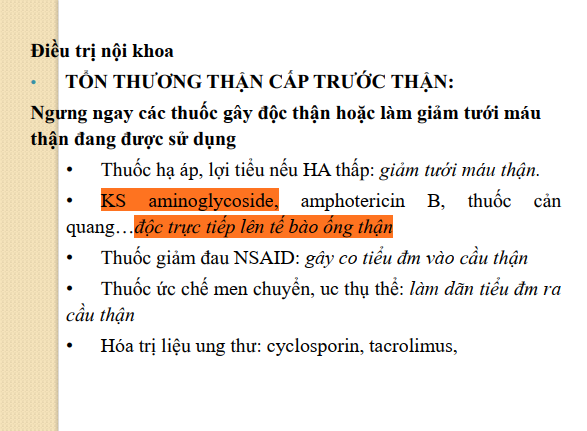 Điều trị nội khoa
• TỔN THƯƠNG THẬN CẤP TRƯỚC THẬN:
Ngưng ngay các thuốc gây độc thận hoặc làm giảm tưới máu
thận đang được sử dụng
• Thuốc hạ áp, lợi tiểu nếu HA thấp: giảm tưới máu thận.
• KS aminoglycoside, amphotericin B, thuốc cản
quang…độc trực tiếp lên tế bào ống thận
• Thuốc giảm đau NSAID: gây co tiểu đm vào cầu thận
• Thuốc ức chế men chuyển, uc thụ thể: làm dãn tiểu đm ra
cầu thận
• Hóa trị liệu ung thư: cyclosporin, tacrolimus,